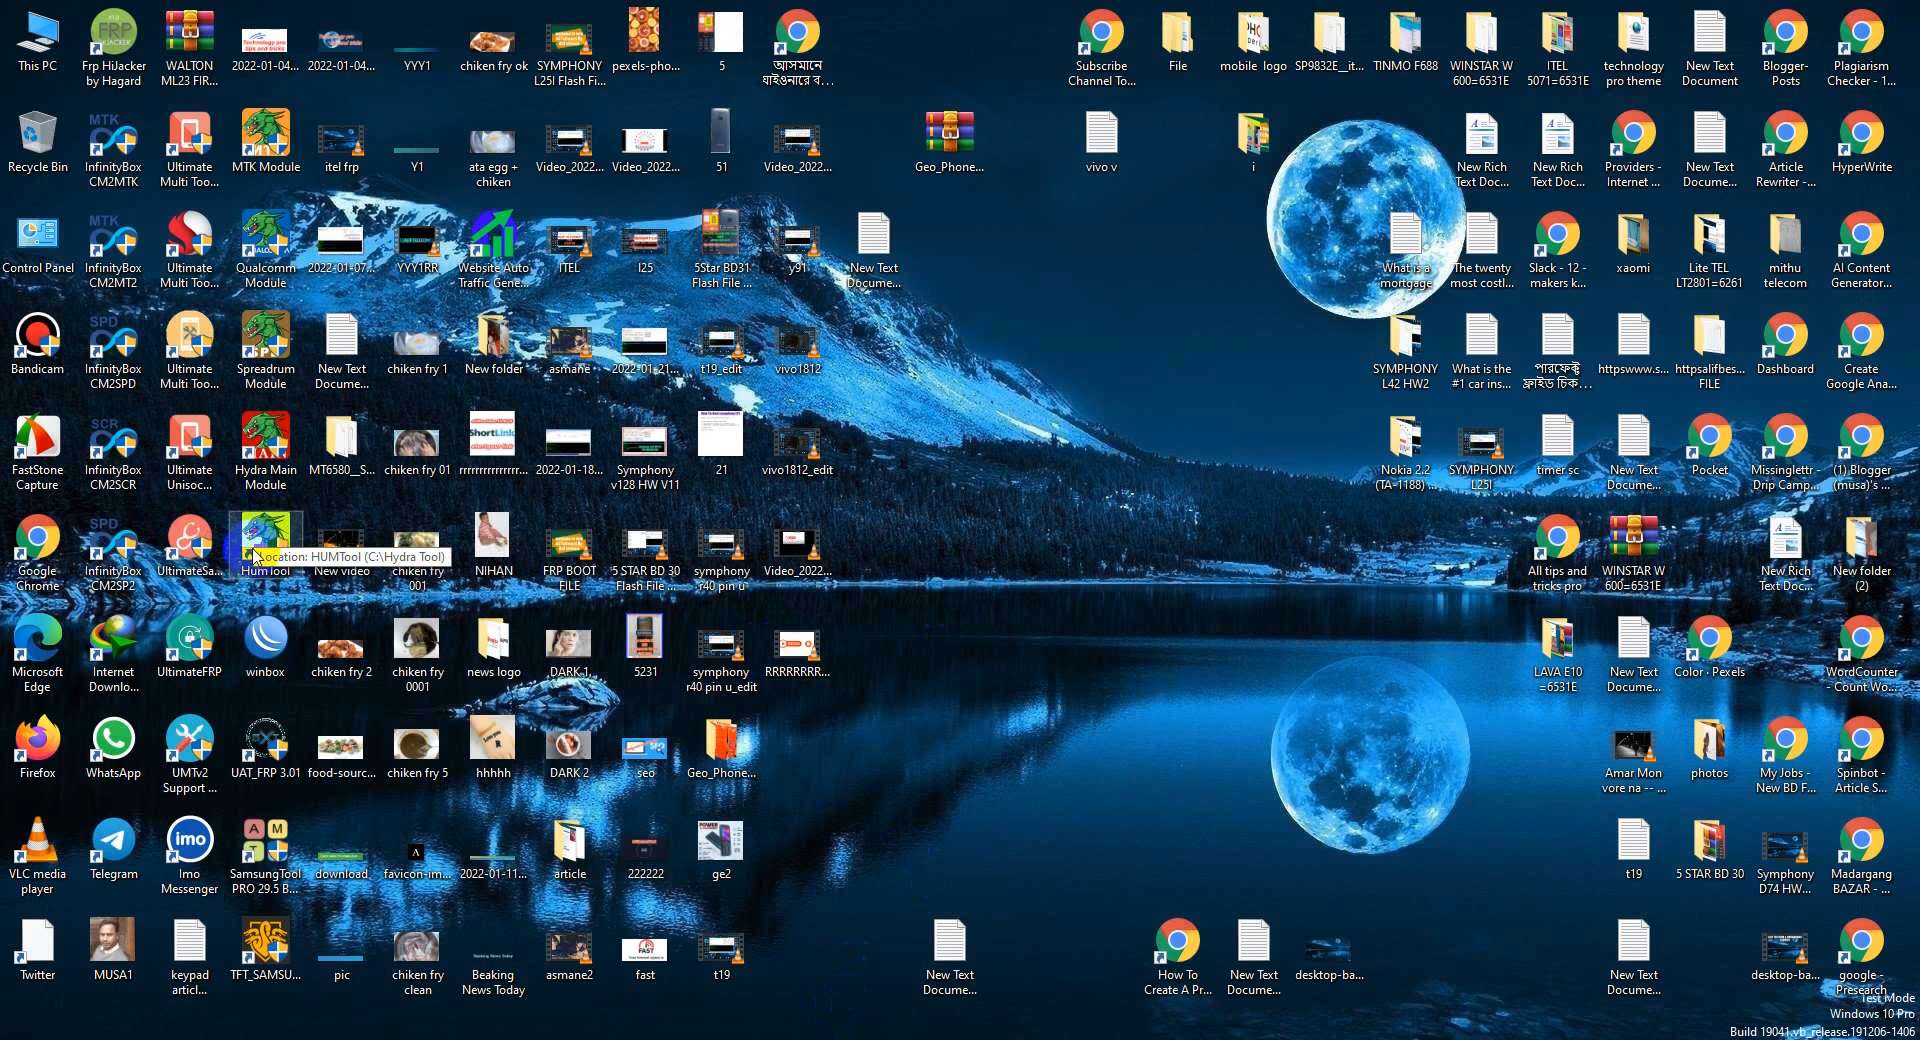 This PC
Frp HiJacker
by Hagard
WALTON
ML23 FIR...
2022-01-04...
2022-01-04...
YYY1
chiken fry ok
SYMPHONY
L25I Flash Fi...
pexels-pho...
5
আসমানে
যাইওনারে ব...
Subscribe
Channel To...
File
mobile logo
SP9832E__it...
TINMO F688
WINSTAR W
600=6531E
ITEL
5071=6531E
technology
pro theme
New Text
Document
Blogger-
Posts
Plagiarism
Checker - 1...
Recycle Bin
InfinityBox
CM2MTK
Ultimate
Multi Too...
MTK Module
itel frp
Y1
ata egg +
chiken
Video_2022...
Video_2022...
51
Video_2022...
Geo_Phone...
vivo v
i
New Rich
Text Doc...
New Rich
Text Doc...
Providers -
Internet ...
New Text
Docume...
Article
Rewriter -...
HyperWrite
Control Panel
InfinityBox
CM2MT2
Ultimate
Multi Too...
Qualcomm
Module
2022-01-07...
YYY1RR
Website Auto
Traffic Gene...
ITEL
I25
5Star BD31
Flash File ...
y91
New Text
Docume...
What is a
mortgage
The twenty
most costl...
Slack - 12 -
makers k...
xaomi
Lite TEL
LT2801=6261
mithu
telecom
AI Content
Generator...
Bandicam
InfinityBox
CM2SPD
Ultimate
Multi Too...
Spreadrum
Module
New Text
Docume...
chiken fry 1
New folder
asmane
2022-01-21...
t19_edit
vivo1812
SYMPHONY
L42 HW2
What is the
#1 car ins...
পারফেক্ট
ফ্রাইড চিক...
httpswww.s...
httpsalifbes...
FILE
Dashboard
Create
Google Ana...
FastStone
Capture
InfinityBox
CM2SCR
Ultimate
Unisoc...
Hydra Main
Module
MT6580__S...
chiken fry 01
rrrrrrrrrrrrrr...
2022-01-18...
Symphony
v128 HW V11
21
vivo1812_edit
Nokia 2.2
(TA-1188) ...
SYMPHONY
L25I
timer sc
New Text
Docume...
Pocket
Missinglettr -
Drip Camp...
(1) Blogger
(musa)'s ...
Google
Chrome
InfinityBox
CM2SP2
UltimateSa...
HumTool
Location: HUMTool (C:\Hydra Tool)
New video
chiken fry
001
NIHAN
FRP BOOT
FILE
5 STAR BD 30
Flash File ...
symphony
r40 pin u
Video_2022...
All tips and
tricks pro
WINSTAR W
600=6531E
New Rich
Text Doc...
New folder
(2)
Microsoft
Edge
Internet
Downlo...
UltimateFRP
winbox
chiken fry 2
chiken fry
0001
news logo
DARK 1
5231
symphony
r40 pin u_edit
RRRRRRRR...
LAVA E10
=6531E
New Text
Docume...
Color · Pexels
WordCounter
- Count Wo...
Firefox
WhatsApp
UMTv2
Support ...
UAT_FRP 3.01
food-sourc...
chiken fry 5
hhhhh
DARK 2
seo
Geo_Phone...
Amar Mon
vore na -- ...
photos
My Jobs -
New BD F...
Spinbot -
Article S...
VLC media
player
Telegram
Imo
Messenger
SamsungTool
PRO 29.5 B...
download
favicon-im...
2022-01-11...
article
222222
ge2
t19
5 STAR BD 30
Symphony
D74 HW...
Madargang
BAZAR - ...
Twitter
MUSA1
keypad
articl...
TFT_SAMSU...
pic
chiken fry
clean
Beaking
News Today
asmane2
fast
t19
New Text
Docume...
How To
Create A Pr...
New Text
Docume...
desktop-ba...
New Text
Docume...
desktop-ba...
google -
Presearch
Test Mode
Windows 10 Pro
Build 19041.vb_release.191206-1406